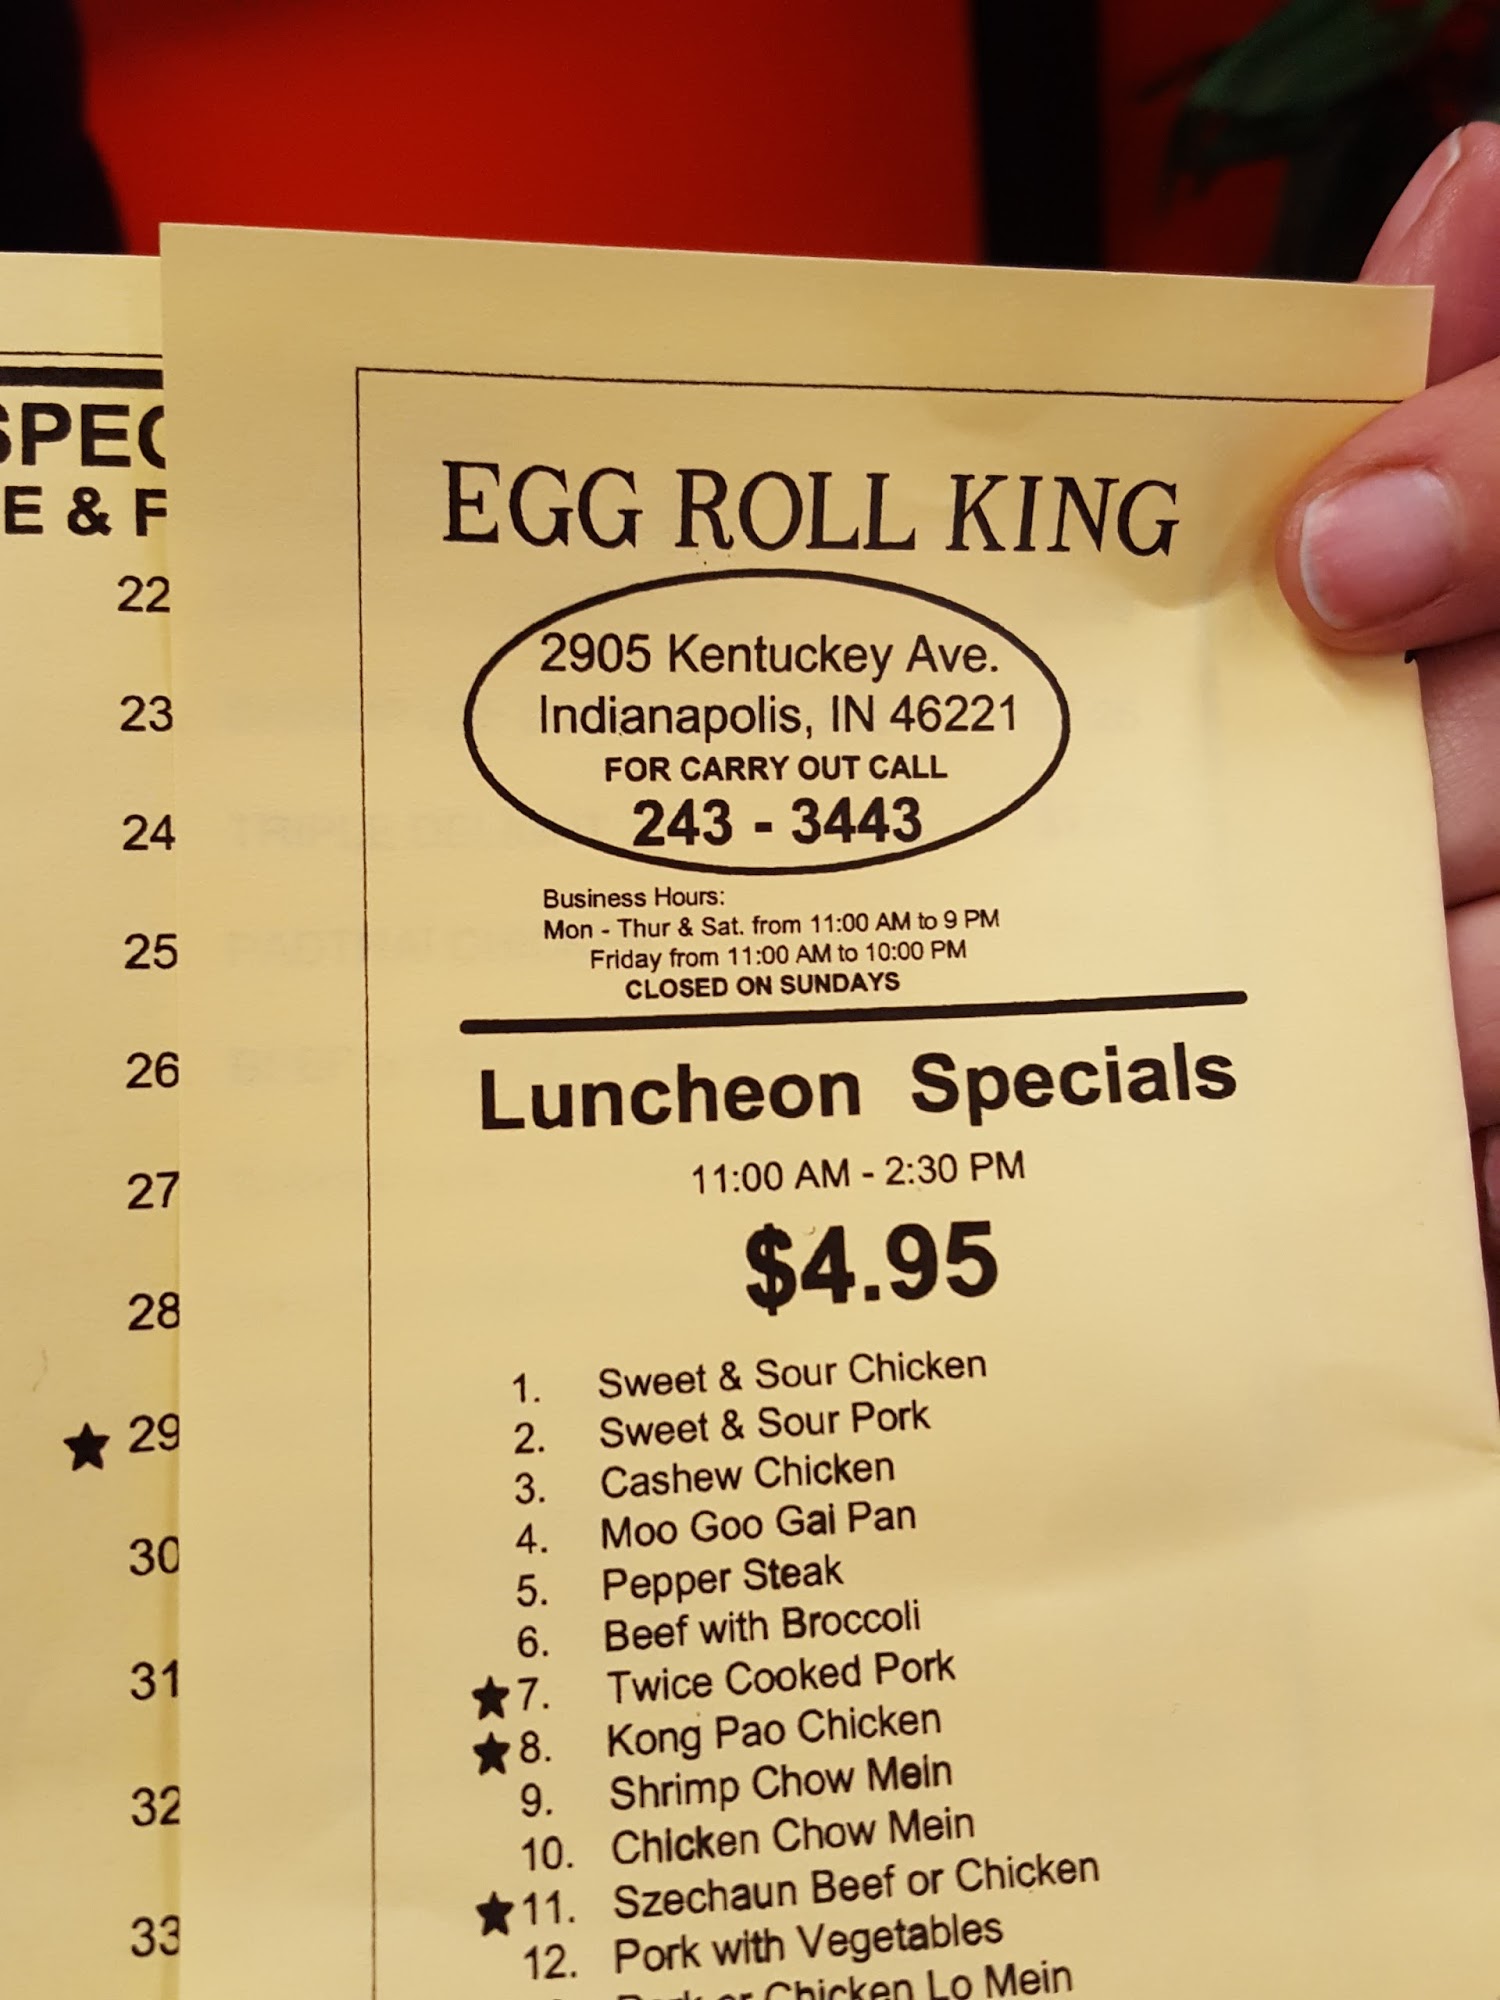 SPEC
E & F
22
23
24
25
26
27
28
★ 29
30
31
32
33
EGG ROLL KING
2905 Kentuckey Ave.
Indianapolis, IN 46221
FOR CARRY OUT CALL
243 - 3443
Business Hours:
Mon - Thur & Sat. from 11:00 AM to 9 PM
Friday from 11:00 AM to 10:00 PM
CLOSED ON SUNDAYS
Luncheon Specials
11:00 AM - 2:30 PM
$4.95
1. Sweet & Sour Chicken
2. Sweet & Sour Pork
3. Cashew Chicken
4. Moo Goo Gai Pan
5. Pepper Steak
6. Beef with Broccoli
★ 7. Twice Cooked Pork
★ 8. Kong Pao Chicken
9. Shrimp Chow Mein
10. Chicken Chow Mein
★ 11. Szechaun Beef or Chicken
12. Pork with Vegetables
Pork or Chicken Lo Mein